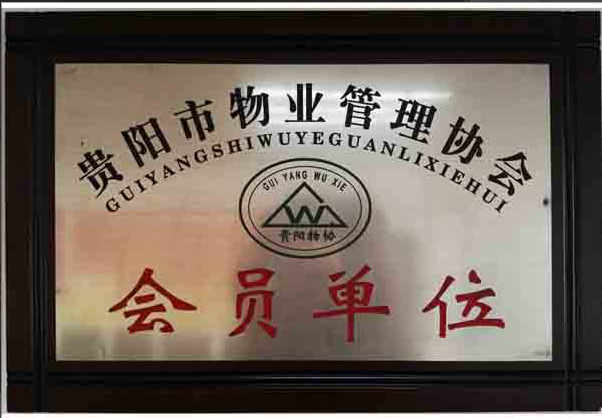 贵阳市物业管理协会
GUIYANGSHIWUYEGUANLIXIEHUI
GUI YANG WU XIE
W
贵阳物协
会员单位